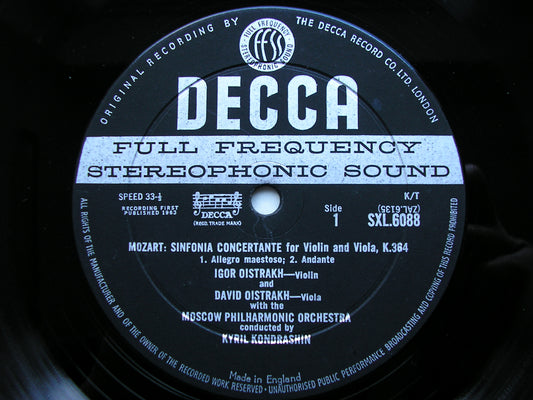 ORIGINAL RECORDING BY THE DECCA RECORD CO. LTD. LONDON
FULL FREQUENCY
ffss
STEREOPHONIC SOUND
DECCA
FULL FREQUENCY
STEREOPHONIC SOUND
SPEED 33⅓
RECORDING FIRST
PUBLISHED 1963
DECCA
(REGD. TRADE MARK)
Side
1
K/T
(ZAL.6135)
SXL.6088
MOZART: SINFONIA CONCERTANTE for Violin and Viola, K.364
1. Allegro maestoso; 2. Andante
IGOR OISTRAKH—Violin
and
DAVID OISTRAKH—Viola
with the
MOSCOW PHILHARMONIC ORCHESTRA
conducted by
KYRIL KONDRASHIN
Made in England
ALL RIGHTS OF THE MANUFACTURER AND OF THE OWNER OF THE RECORDED WORK RESERVED · UNAUTHORISED PUBLIC PERFORMANCE BROADCASTING AND COPYING OF THIS RECORD PROHIBITED